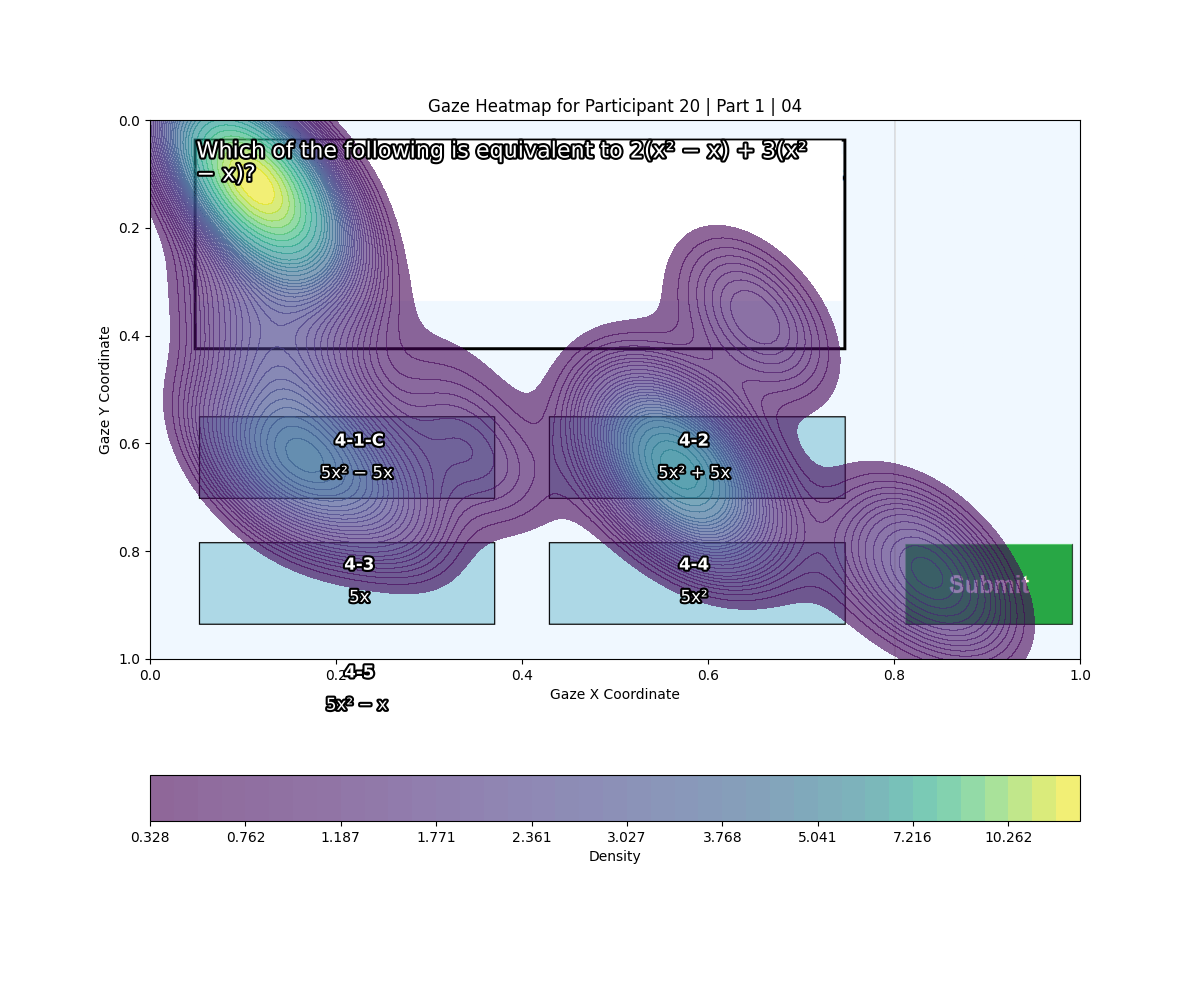 Gaze Heatmap for Participant 20 | Part 1 | 04
0.0
0.2
0.4
0.6
0.8
1.0
Gaze Y Coordinate
Which of the following is equivalent to 2(x² − x) + 3(x²
− x)?
4-1-C
5x² − 5x
4-2
5x² + 5x
4-3
5x
4-4
5x²
Submit
4-5
5x² − x
0.0
0.2
0.4
0.6
0.8
1.0
Gaze X Coordinate
0.328
0.762
1.187
1.771
2.361
3.027
3.768
5.041
7.216
10.262
Density